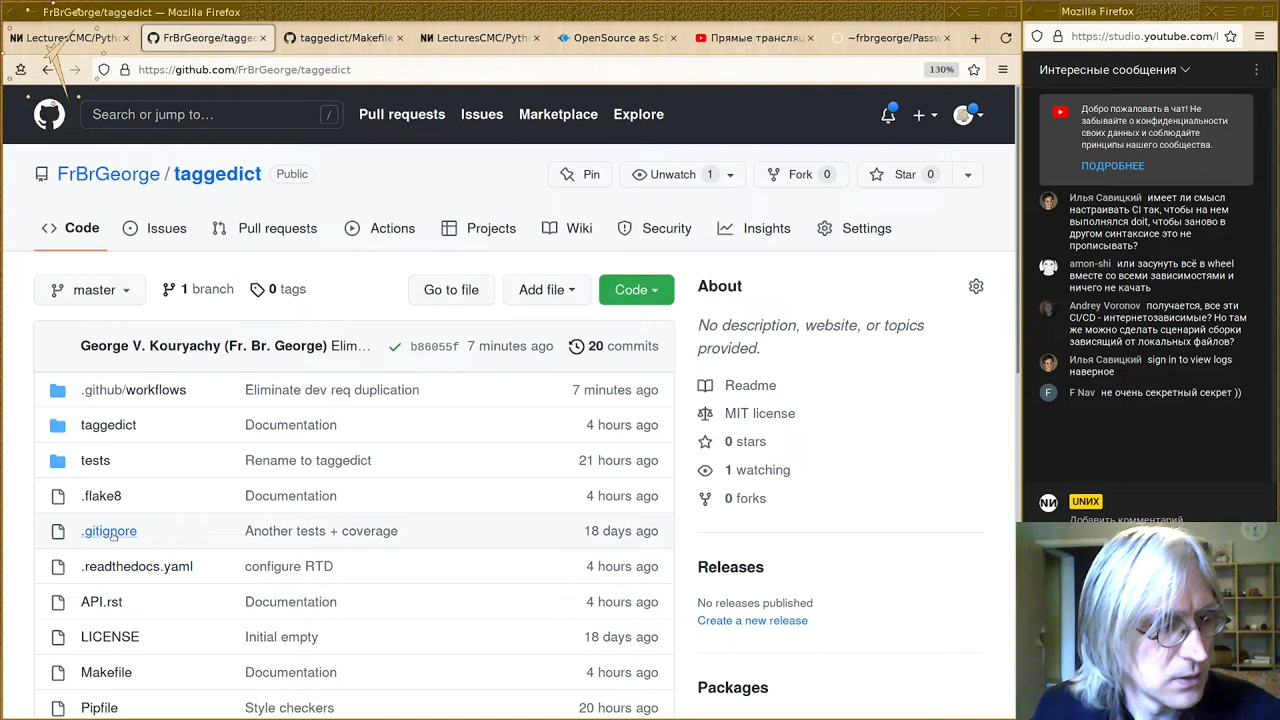 FrBrGeorge/taggedict — Mozilla Firefox
LecturesCMC/Python
FrBrGeorge/taggedic
taggedict/Makefile
LecturesCMC/Pytho
OpenSource as Sci
Прямые трансляц
~frbrgeorge/Passw
https://github.com/FrBrGeorge/taggedict
130%
Search or jump to…
/
Pull requests
Issues
Marketplace
Explore
FrBrGeorge / taggedict
Public
Pin
Unwatch 1
Fork 0
Star 0
Code
Issues
Pull requests
Actions
Projects
Wiki
Security
Insights
Settings
master
1 branch
0 tags
Go to file
Add file
Code
George V. Kouryachy (Fr. Br. George) Elim…
b86055f 7 minutes ago
20 commits
.github/workflows Eliminate dev req duplication 7 minutes ago
taggedict Documentation 4 hours ago
tests Rename to taggedict 21 hours ago
.flake8 Documentation 4 hours ago
.gitignore Another tests + coverage 18 days ago
.readthedocs.yaml configure RTD 4 hours ago
API.rst Documentation 4 hours ago
LICENSE Initial empty 18 days ago
Makefile Documentation 4 hours ago
Pipfile Style checkers 20 hours ago
About
No description, website, or topics
provided.
Readme
MIT license
0 stars
1 watching
0 forks
Releases
No releases published
Create a new release
Packages
Mozilla Firefox
https://studio.youtube.com/l
Интересные сообщения
Добро пожаловать в чат! Не
забывайте о конфиденциальности
своих данных и соблюдайте
принципы нашего сообщества.
ПОДРОБНЕЕ
Илья Савицкий имеет ли смысл
настраивать CI так, чтобы на нем
выполнялся doit, чтобы заново в
другом синтаксисе это не
прописывать?
amon-shi или засунуть всё в wheel
вместе со всеми зависимостями и
ничего не качать
Andrey Voronov получается, все эти
CI/CD - интернетозависимые? Но там
же можно сделать сценарий сборки
зависящий от локальных файлов?
Илья Савицкий sign in to view logs
наверное
F
F Nav не очень секретный секрет ))
UNИX
Добавить комментарий